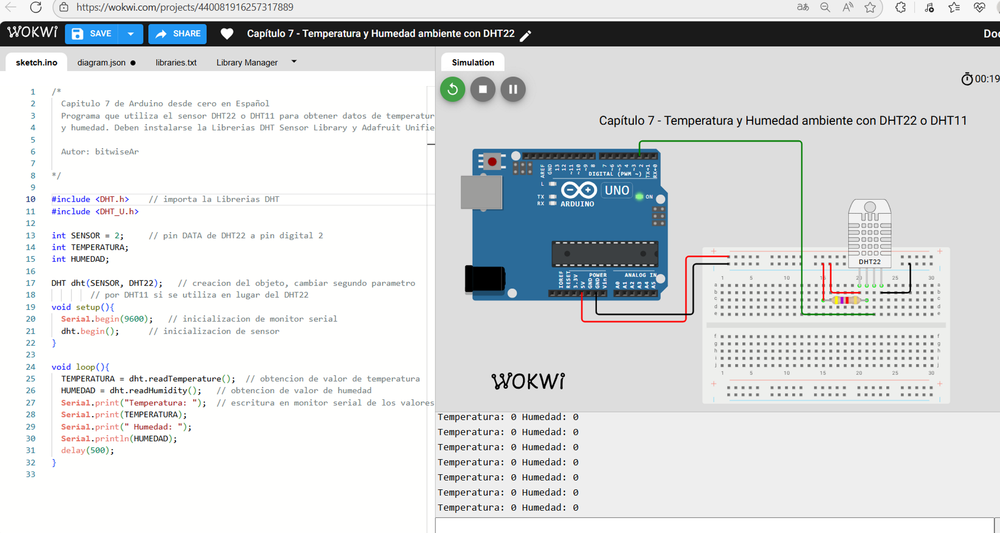 https://wokwi.com/projects/440081916257317889
WOKWi
SAVE
SHARE
Capítulo 7 - Temperatura y Humedad ambiente con DHT22
Doc
sketch.ino
diagram.json
libraries.txt
Library Manager
1 /*
2 Capitulo 7 de Arduino desde cero en Español
3 Programa que utiliza el sensor DHT22 o DHT11 para obtener datos de temperatur
4 y humedad. Deben instalarse la Librerias DHT Sensor Library y Adafruit Unifie
5
6 Autor: bitwiseAr
7
8 */
9
10 #include <DHT.h>    // importa la Librerias DHT
11 #include <DHT_U.h>
12
13 int SENSOR = 2;     // pin DATA de DHT22 a pin digital 2
14 int TEMPERATURA;
15 int HUMEDAD;
16
17 DHT dht(SENSOR, DHT22);   // creacion del objeto, cambiar segundo parametro
18         // por DHT11 si se utiliza en lugar del DHT22
19 void setup(){
20   Serial.begin(9600);   // inicializacion de monitor serial
21   dht.begin();      // inicializacion de sensor
22 }
23
24 void loop(){
25   TEMPERATURA = dht.readTemperature();  // obtencion de valor de temperatura
26   HUMEDAD = dht.readHumidity();   // obtencion de valor de humedad
27   Serial.print("Temperatura: ");  // escritura en monitor serial de los valores
28   Serial.print(TEMPERATURA);
29   Serial.print(" Humedad: ");
30   Serial.println(HUMEDAD);
31   delay(500);
32 }
33
Simulation
00:19
Capítulo 7 - Temperatura y Humedad ambiente con DHT22 o DHT11
AREF GND 13 12 ~11 ~10 ~9 8 7 ~6 ~5 4 ~3 2 TX→1 RX←0
DIGITAL (PWM ~)
L
TX
RX
ARDUINO
UNO
ON
POWER
ANALOG IN
IOREF RESET 3.3V 5V GND GND Vin A0 A1 A2 A3 A4 A5
DHT22
+ +
1 5 10 15 20 25 30
a a
b b
c c
d d
e e
f f
g g
h h
i i
j j
1 5 10 15 20 25 30
+ +
WOKWi
Temperatura: 0 Humedad: 0
Temperatura: 0 Humedad: 0
Temperatura: 0 Humedad: 0
Temperatura: 0 Humedad: 0
Temperatura: 0 Humedad: 0
Temperatura: 0 Humedad: 0
Temperatura: 0 Humedad: 0